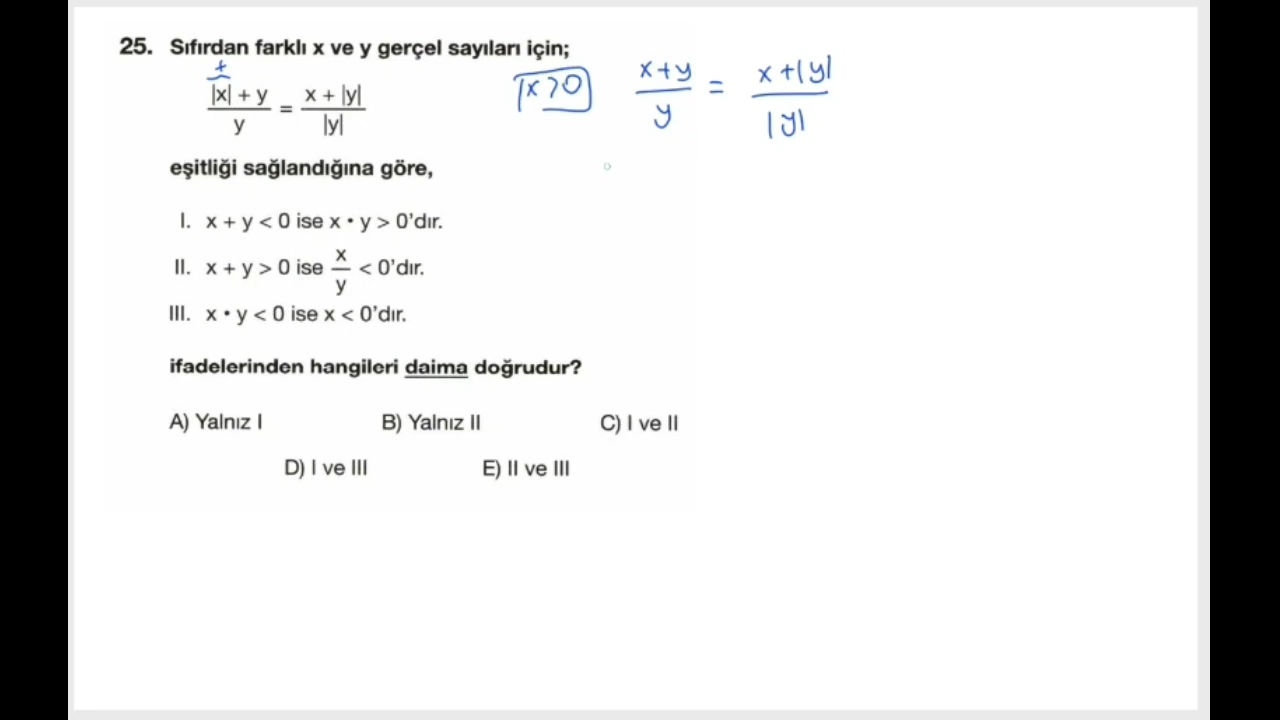 25. Sıfırdan farklı x ve y gerçel sayıları için;
+
|x| + y / y = x + |y| / |y|
x > 0
x + y / y = x + |y| / |y|
eşitliği sağlandığına göre,
I. x + y < 0 ise x • y > 0'dır.
II. x + y > 0 ise x / y < 0'dır.
III. x • y < 0 ise x < 0'dır.
ifadelerinden hangileri daima doğrudur?
A) Yalnız I B) Yalnız II C) I ve II
D) I ve III E) II ve III